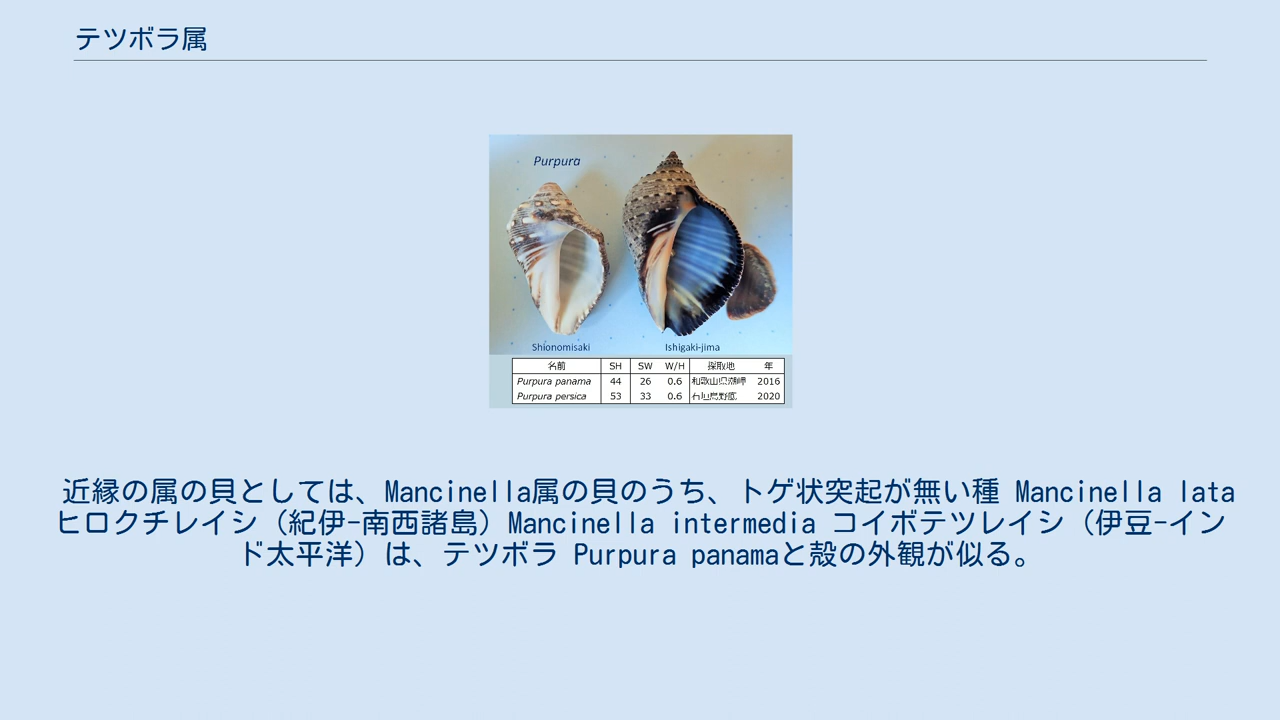 テツボラ属
Purpura
Shionomisaki Ishigaki-jima
名前 SH SW W/H 採取地 年
Purpura panama 44 26 0.6 和歌山県潮岬 2016
Purpura persica 53 33 0.6 2020
近縁の属の貝としては、Mancinella属の貝のうち、トゲ状突起が無い種 Mancinella lata
ヒロクチレイシ（紀伊-南西諸島）Mancinella intermedia コイボテツレイシ（伊豆-イン
ド太平洋）は、テツボラ Purpura panamaと殻の外観が似る。